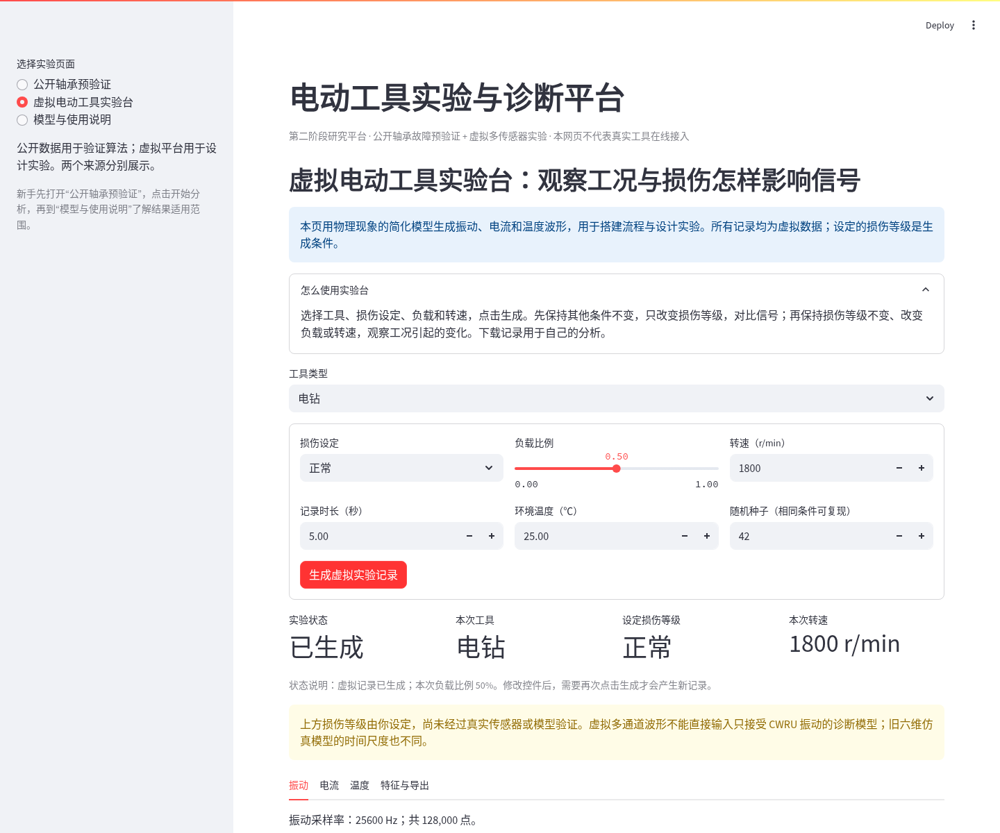 Deploy
选择实验页面
公开轴承预验证
虚拟电动工具实验台
模型与使用说明
公开数据用于验证算法；虚拟平台用于设
计实验。两个来源分别展示。
新手先打开“公开轴承预验证”，点击开始分
析，再到“模型与使用说明”了解结果适用范
围。
电动工具实验与诊断平台
第二阶段研究平台 · 公开轴承故障预验证 + 虚拟多传感器实验 · 本网页不代表真实工具在线接入
虚拟电动工具实验台：观察工况与损伤怎样影响信号
本页用物理现象的简化模型生成振动、电流和温度波形，用于搭建流程与设计实验。所有记录均为虚拟数据；设定的损伤等级是生
成条件。
怎么使用实验台
选择工具、损伤设定、负载和转速，点击生成。先保持其他条件不变，只改变损伤等级，对比信号；再保持损伤等级不变、改变
负载或转速，观察工况引起的变化。下载记录用于自己的分析。
工具类型
电钻
损伤设定
正常
负载比例
0.50
0.00 1.00
转速（r/min）
1800
记录时长（秒）
5.00
环境温度（℃）
25.00
随机种子（相同条件可复现）
42
生成虚拟实验记录
实验状态
已生成
本次工具
电钻
设定损伤等级
正常
本次转速
1800 r/min
状态说明：虚拟记录已生成；本次负载比例 50%。修改控件后，需要再次点击生成才会产生新记录。
上方损伤等级由你设定，尚未经过真实传感器或模型验证。虚拟多通道波形不能直接输入只接受 CWRU 振动的诊断模型；旧六维仿
真模型的时间尺度也不同。
振动 电流 温度 特征与导出
振动采样率：25600 Hz；共 128,000 点。